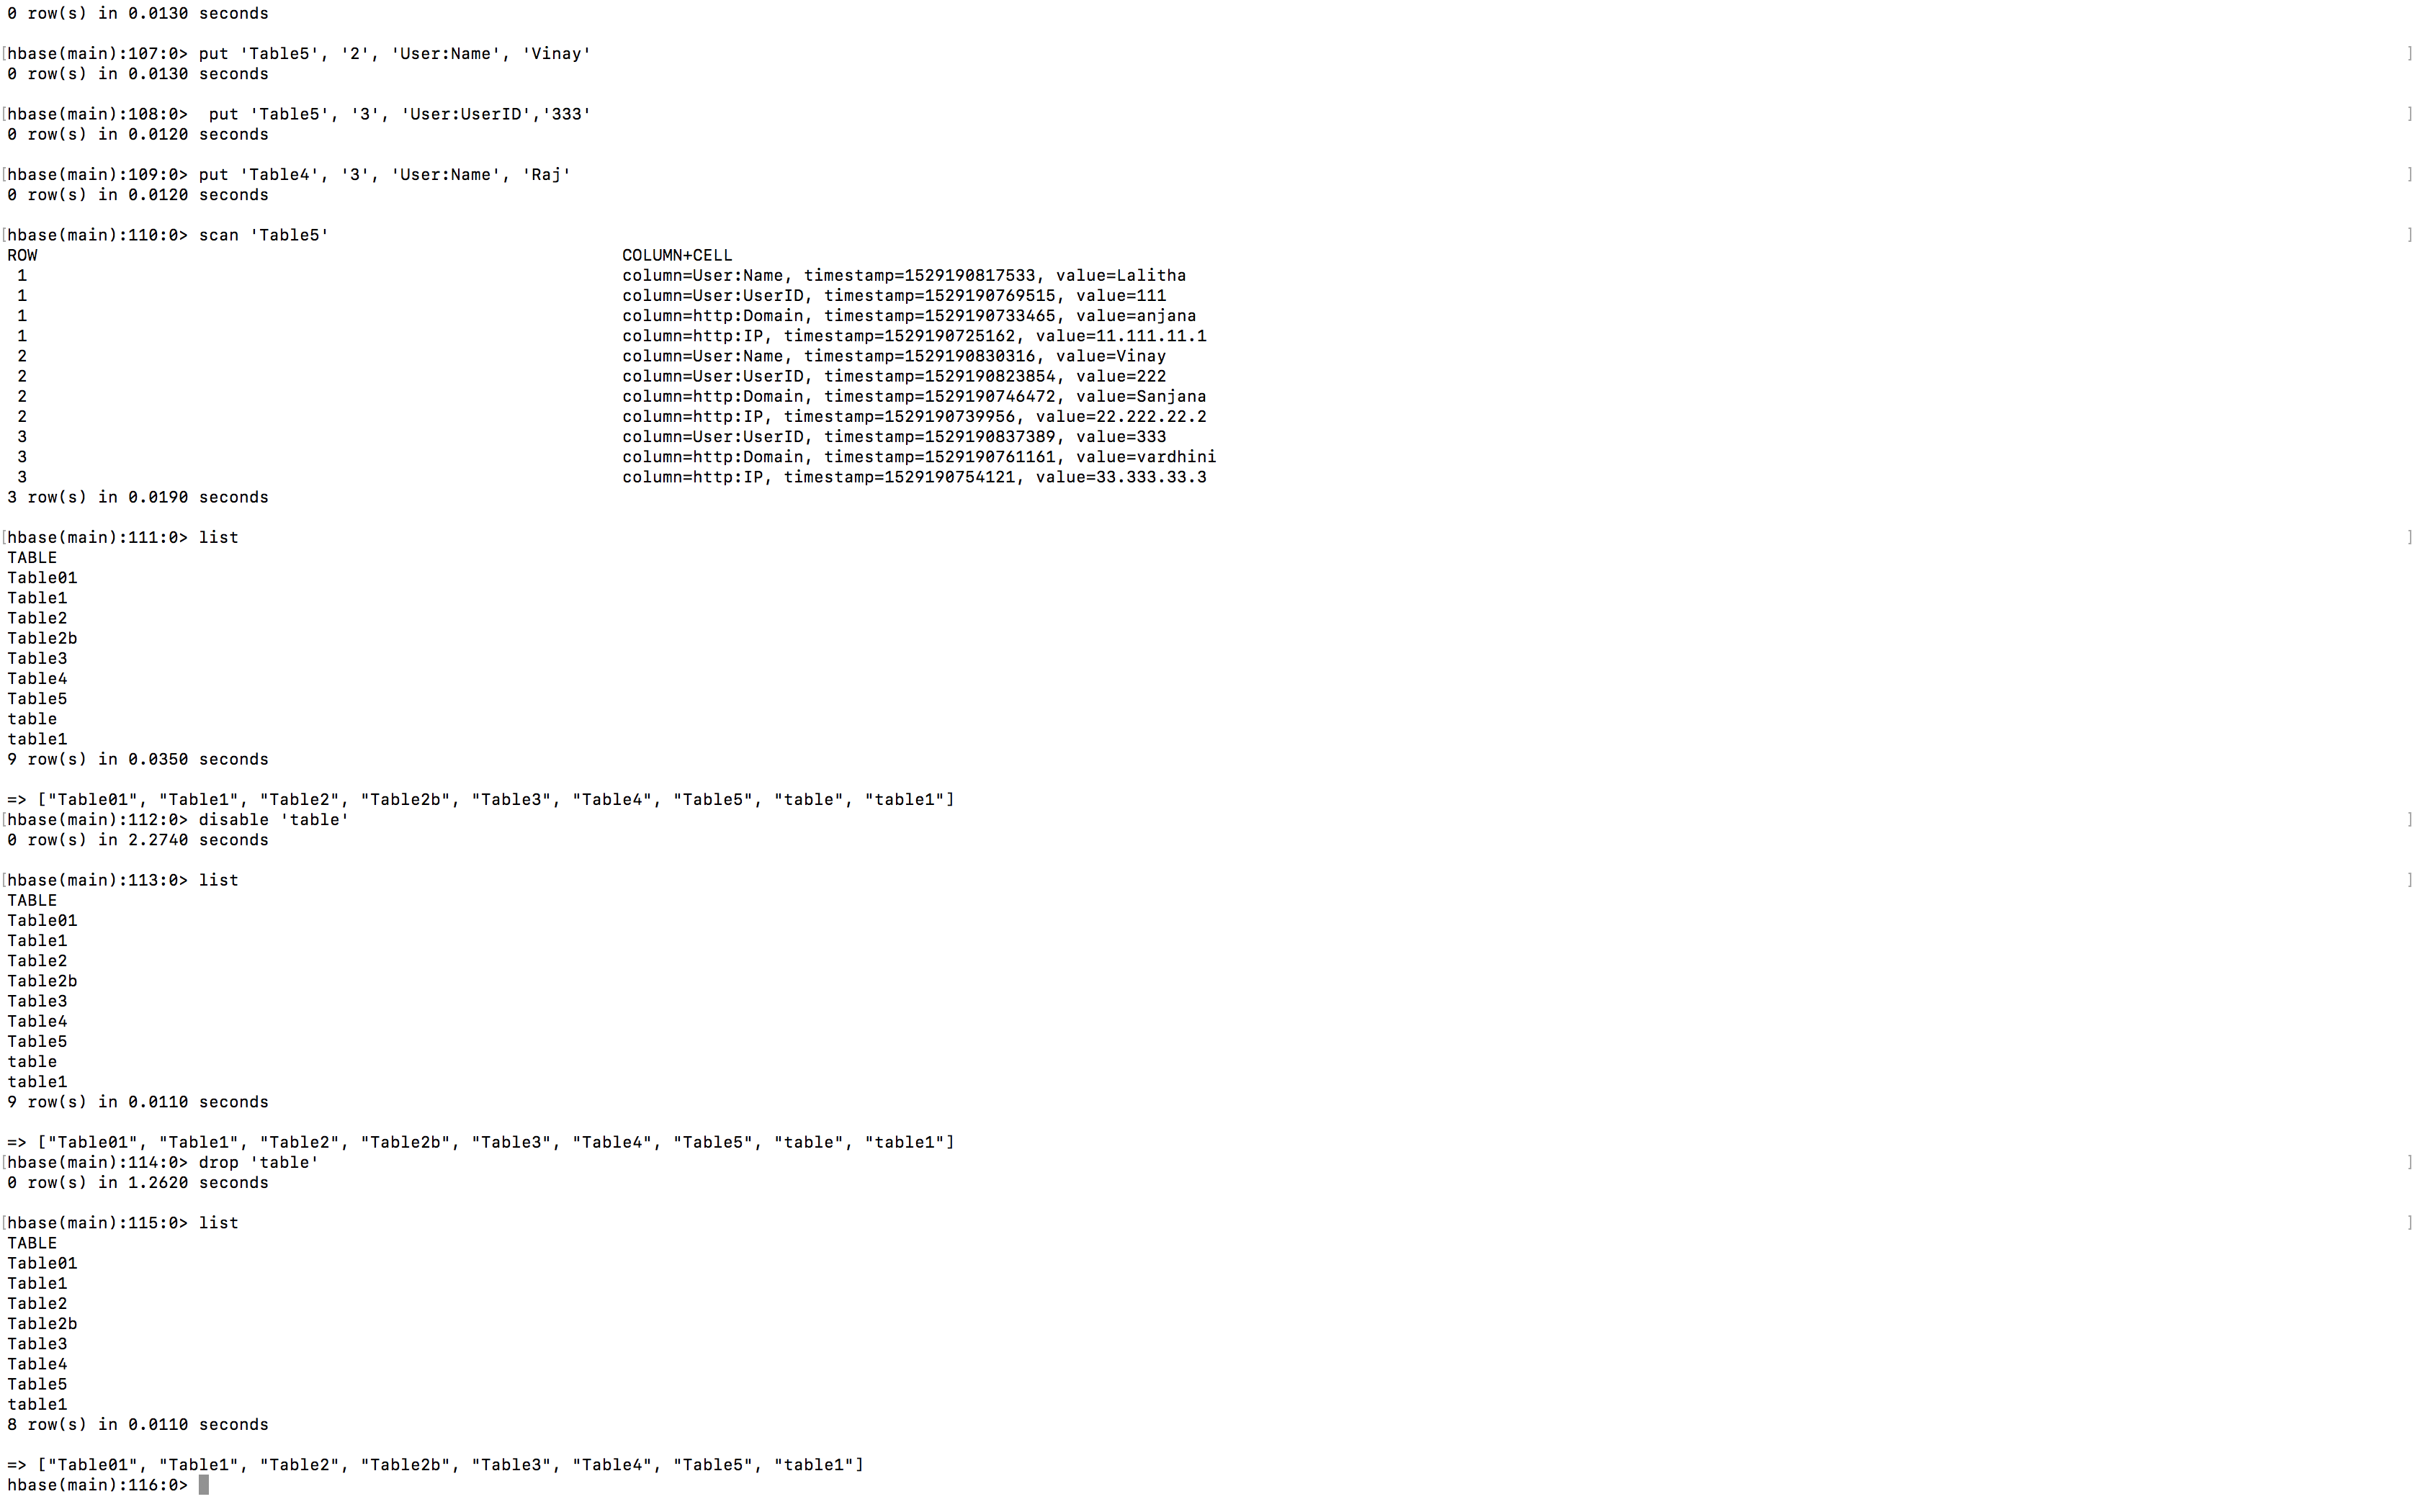 0 row(s) in 0.0130 seconds
[hbase(main):107:0> put 'Table5', '2', 'User:Name', 'Vinay' ]
0 row(s) in 0.0130 seconds
[hbase(main):108:0>  put 'Table5', '3', 'User:UserID','333' ]
0 row(s) in 0.0120 seconds
[hbase(main):109:0> put 'Table4', '3', 'User:Name', 'Raj' ]
0 row(s) in 0.0120 seconds
[hbase(main):110:0> scan 'Table5' ]
ROW COLUMN+CELL
1 column=User:Name, timestamp=1529190817533, value=Lalitha
1 column=User:UserID, timestamp=1529190769515, value=111
1 column=http:Domain, timestamp=1529190733465, value=anjana
1 column=http:IP, timestamp=1529190725162, value=11.111.11.1
2 column=User:Name, timestamp=1529190830316, value=Vinay
2 column=User:UserID, timestamp=1529190823854, value=222
2 column=http:Domain, timestamp=1529190746472, value=Sanjana
2 column=http:IP, timestamp=1529190739956, value=22.222.22.2
3 column=User:UserID, timestamp=1529190837389, value=333
3 column=http:Domain, timestamp=1529190761161, value=vardhini
3 column=http:IP, timestamp=1529190754121, value=33.333.33.3
3 row(s) in 0.0190 seconds
[hbase(main):111:0> list ]
TABLE
Table01
Table1
Table2
Table2b
Table3
Table4
Table5
table
table1
9 row(s) in 0.0350 seconds
=> ["Table01", "Table1", "Table2", "Table2b", "Table3", "Table4", "Table5", "table", "table1"]
[hbase(main):112:0> disable 'table' ]
0 row(s) in 2.2740 seconds
[hbase(main):113:0> list ]
TABLE
Table01
Table1
Table2
Table2b
Table3
Table4
Table5
table
table1
9 row(s) in 0.0110 seconds
=> ["Table01", "Table1", "Table2", "Table2b", "Table3", "Table4", "Table5", "table", "table1"]
[hbase(main):114:0> drop 'table' ]
0 row(s) in 1.2620 seconds
[hbase(main):115:0> list ]
TABLE
Table01
Table1
Table2
Table2b
Table3
Table4
Table5
table1
8 row(s) in 0.0110 seconds
=> ["Table01", "Table1", "Table2", "Table2b", "Table3", "Table4", "Table5", "table1"]
hbase(main):116:0>